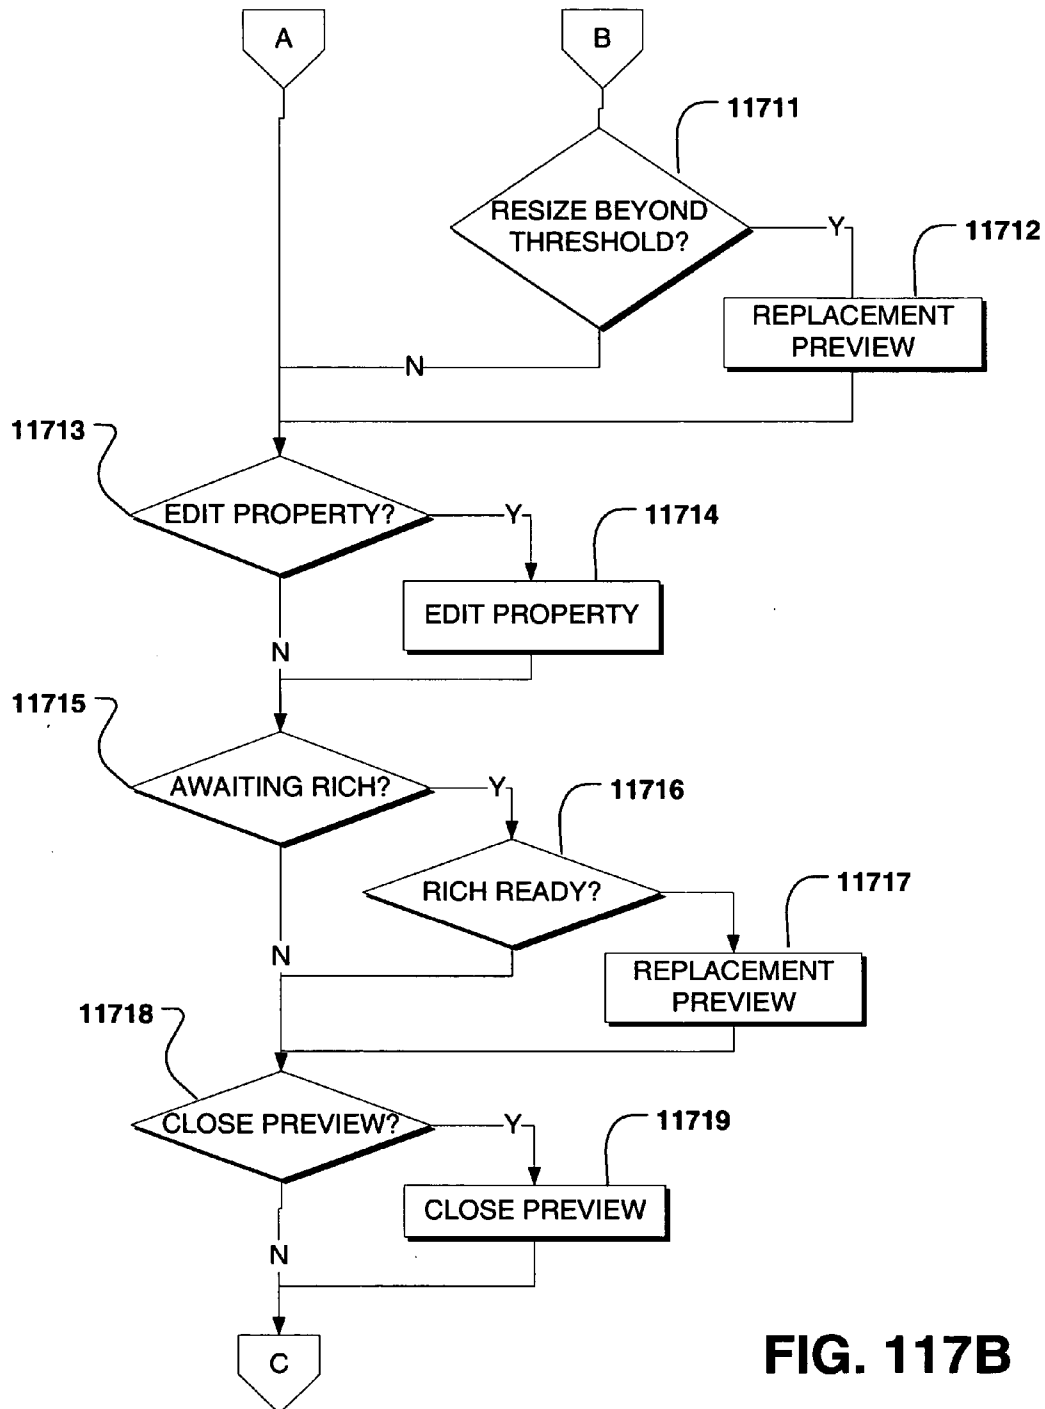 A
B
11711
RESIZE BEYOND
THRESHOLD?
Y
11712
REPLACEMENT
PREVIEW
N
11713
EDIT PROPERTY?
Y
11714
EDIT PROPERTY
N
11715
AWAITING RICH?
Y
11716
RICH READY?
11717
N
REPLACEMENT
PREVIEW
11718
CLOSE PREVIEW?
Y
11719
CLOSE PREVIEW
N
C
FIG. 117B